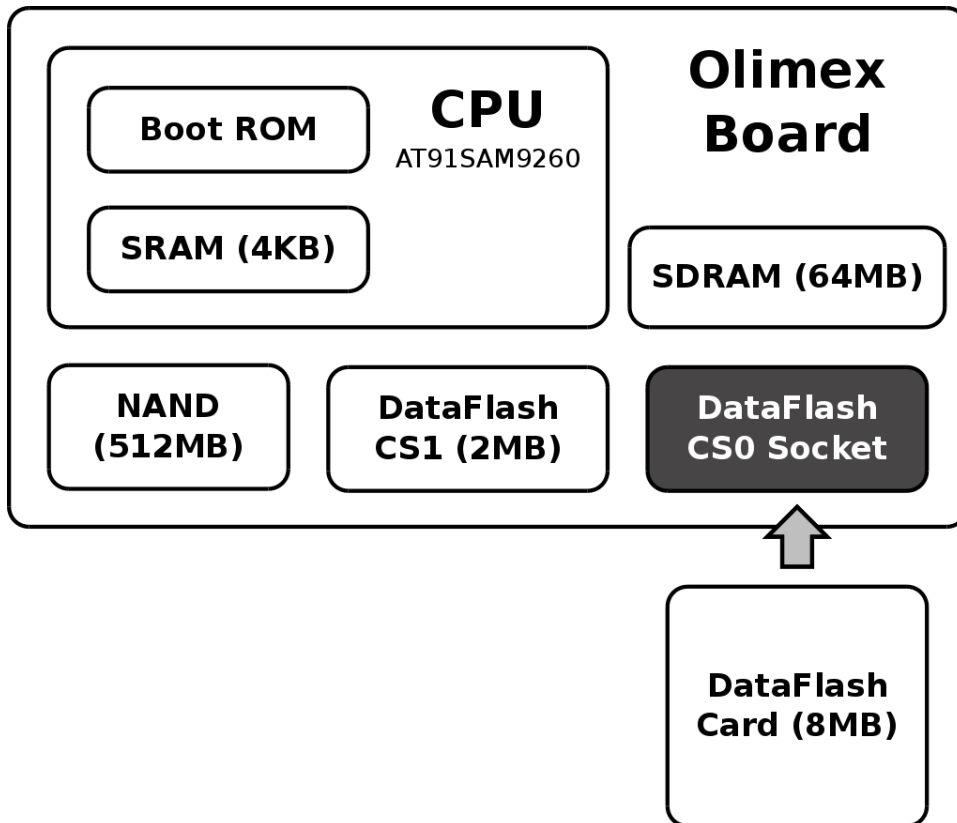 Olimex
Board
CPU
AT91SAM9260
Boot ROM
SRAM (4KB)
SDRAM (64MB)
NAND
(512MB)
DataFlash
CS1 (2MB)
DataFlash
CS0 Socket
DataFlash
Card (8MB)